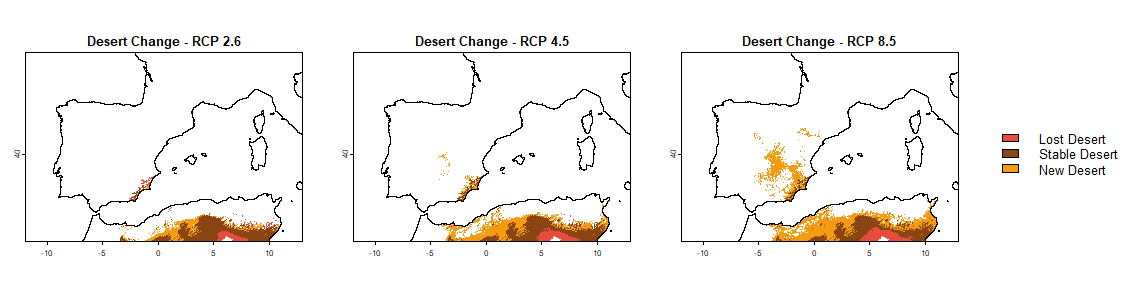 Desert Change - RCP 2.6
Desert Change - RCP 4.5
Desert Change - RCP 8.5
40
-10 -5 0 5 10
40
-10 -5 0 5 10
40
-10 -5 0 5 10
Lost Desert
Stable Desert
New Desert